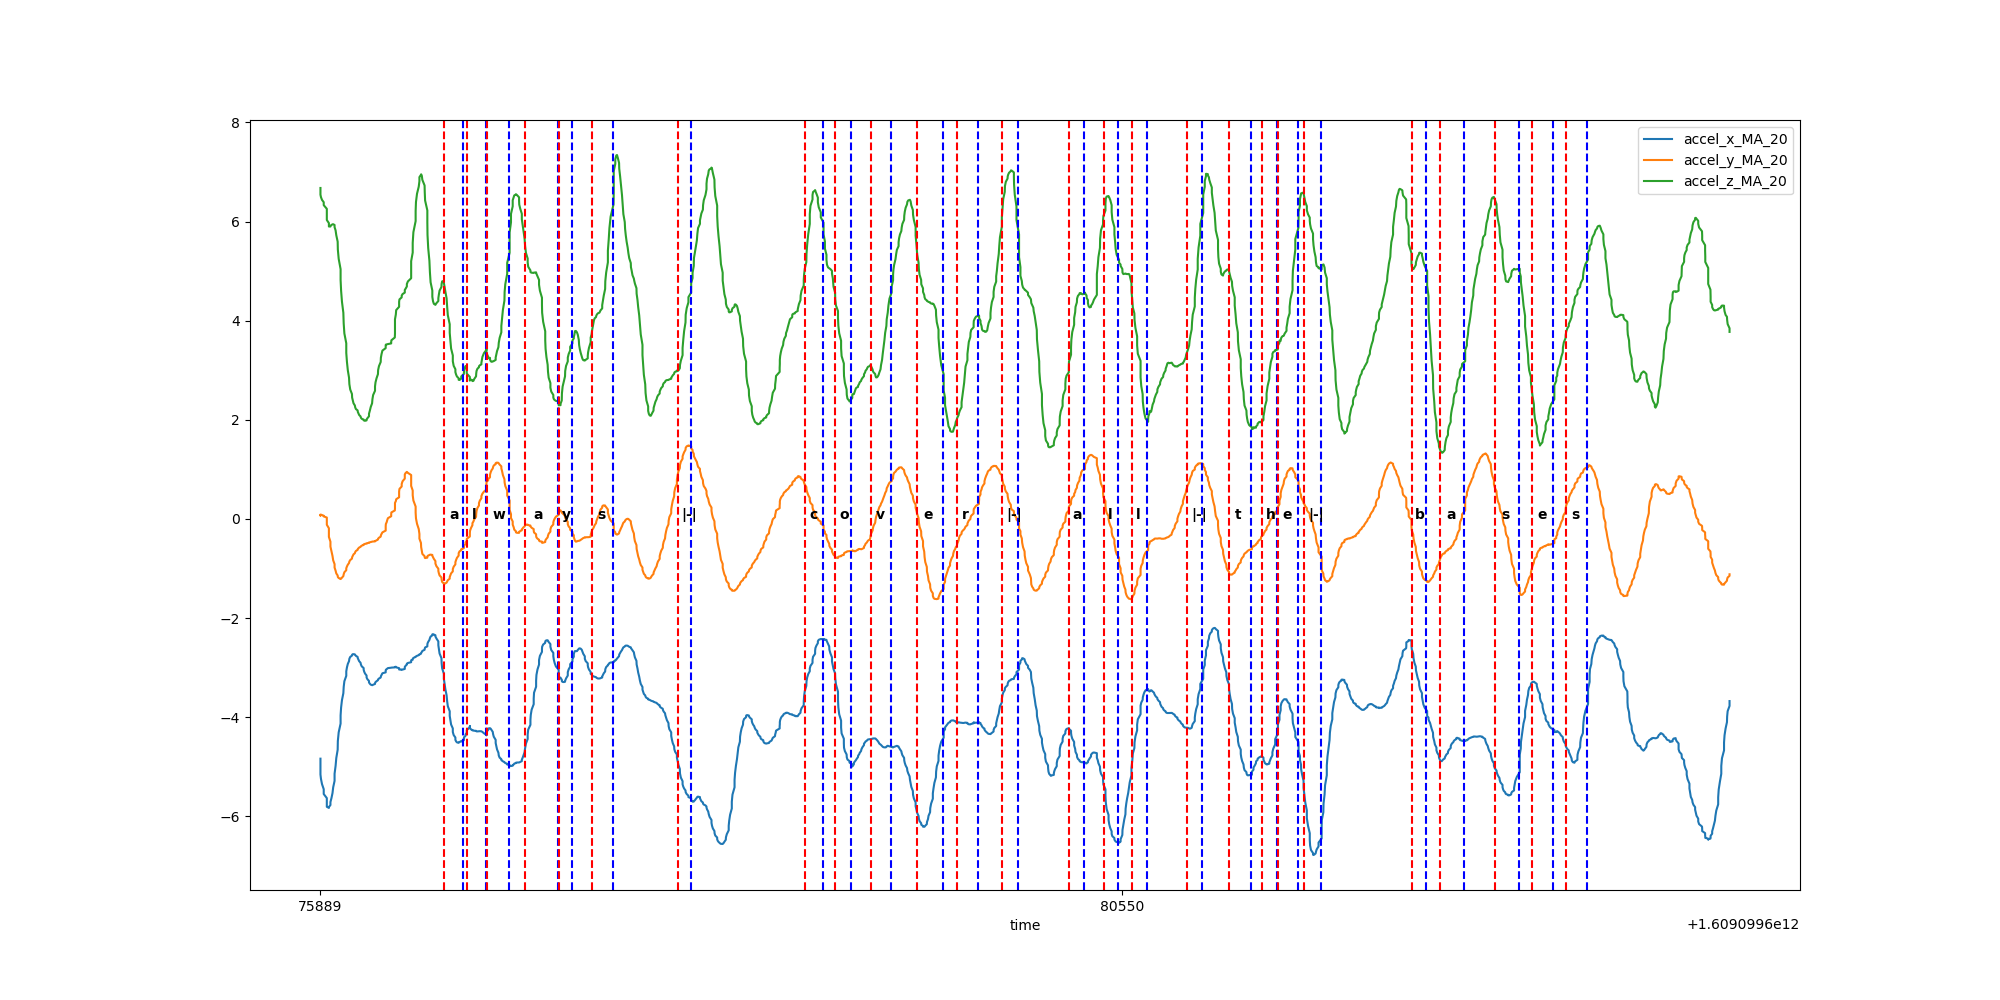 8
6
4
2
0
−2
−4
−6
accel_x_MA_20
accel_y_MA_20
accel_z_MA_20
a l w a y s |-| c o v e r |-| a l l |-| t h e |-| b a s e s
75889
80550
time
+1.6090996e12